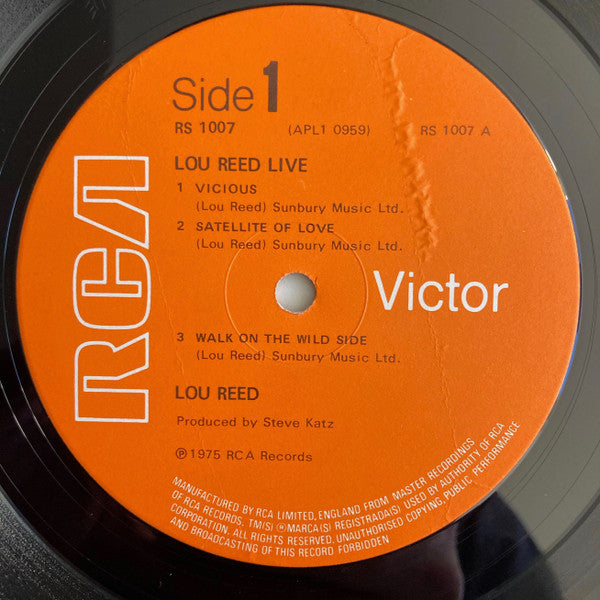 Side 1
RS 1007 (APL1 0959) RS 1007 A
LOU REED LIVE
1 VICIOUS
(Lou Reed) Sunbury Music Ltd.
2 SATELLITE OF LOVE
(Lou Reed) Sunbury Music Ltd.
RCA
Victor
3 WALK ON THE WILD SIDE
(Lou Reed) Sunbury Music Ltd.
LOU REED
Produced by Steve Katz
Ⓟ1975 RCA Records
MANUFACTURED BY RCA LIMITED, ENGLAND FROM MASTER RECORDINGS
OF RCA RECORDS. TM(S) ® MARCA(S) REGISTRADA(S) USED BY AUTHORITY OF RCA
CORPORATION. ALL RIGHTS RESERVED. UNAUTHORISED COPYING, PUBLIC PERFORMANCE
AND BROADCASTING OF THIS RECORD FORBIDDEN